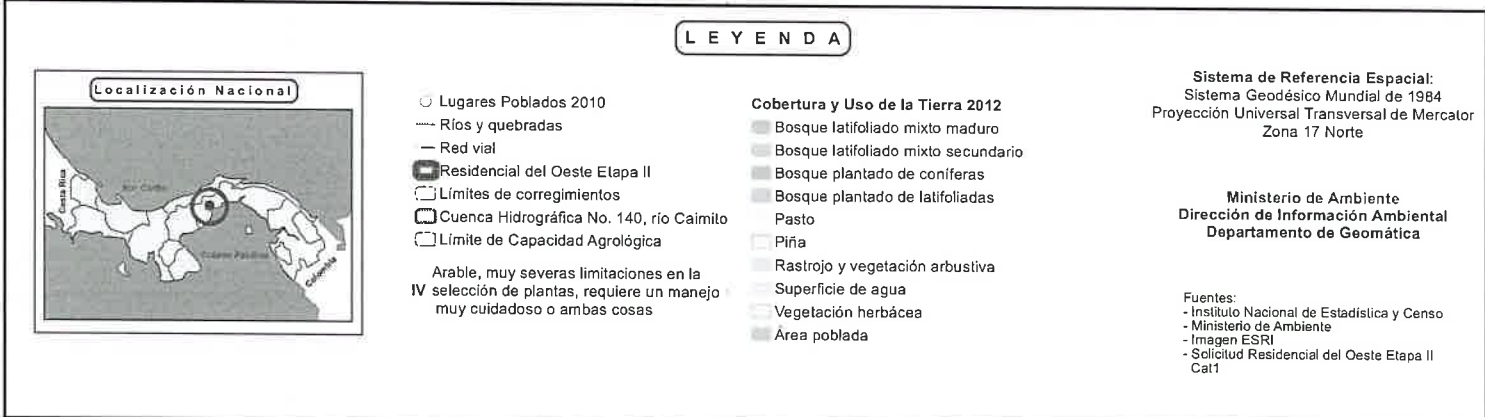 LEYENDA
Localización Nacional
Costa Rica
Mar Caribe
Océano Pacífico
Colombia
Lugares Poblados 2010
Ríos y quebradas
Red vial
Residencial del Oeste Etapa II
Límites de corregimientos
Cuenca Hidrográfica No. 140, río Caimito
Límite de Capacidad Agrológica
Arable, muy severas limitaciones en la
IV selección de plantas, requiere un manejo
muy cuidadoso o ambas cosas
Cobertura y Uso de la Tierra 2012
Bosque latifoliado mixto maduro
Bosque latifoliado mixto secundario
Bosque plantado de coníferas
Bosque plantado de latifoliadas
Pasto
Piña
Rastrojo y vegetación arbustiva
Superficie de agua
Vegetación herbácea
Área poblada
Sistema de Referencia Espacial:
Sistema Geodésico Mundial de 1984
Proyección Universal Transversal de Mercator
Zona 17 Norte
Ministerio de Ambiente
Dirección de Información Ambiental
Departamento de Geomática
Fuentes:
- Instituto Nacional de Estadística y Censo
- Ministerio de Ambiente
- Imagen ESRI
- Solicitud Residencial del Oeste Etapa II
Cat1